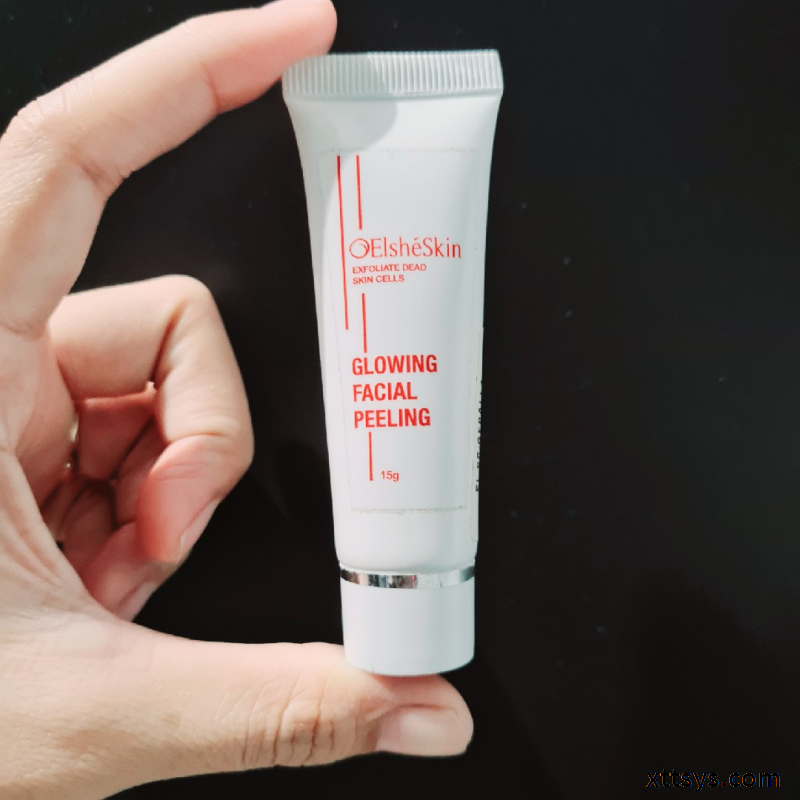 ElshéSkin
EXFOLIATE DEAD
SKIN CELLS
GLOWING
FACIAL
PEELING
15g
xttsys.com